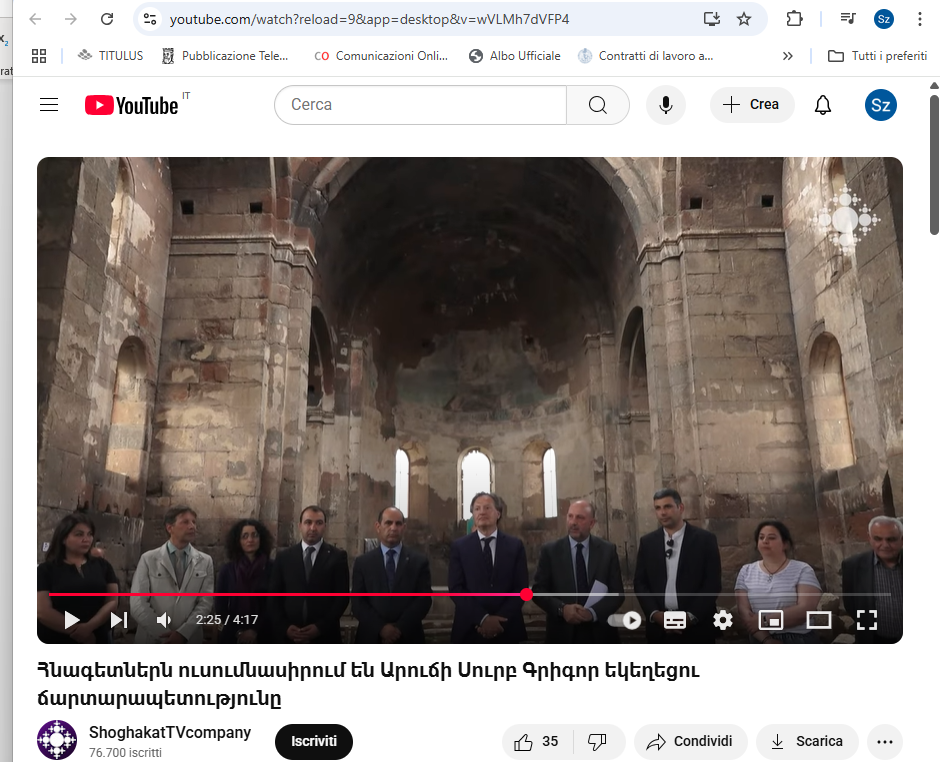 youtube.com/watch?reload=9&app=desktop&v=wVLMh7dVFP4
Sz
TITULUS
Pubblicazione Tele...
CO Comunicazioni Onli...
Albo Ufficiale
Contratti di lavoro a...
»
Tutti i preferiti
YouTube IT
Cerca
Crea
Sz
2:25 / 4:17
Հնագետներն ուսումնասիրում են Արուճի Սուրբ Գրիգոր եկեղեցու
ճարտարապետությունը
ShoghakatTVcompany
76.700 iscritti
Iscriviti
35
Condividi
Scarica